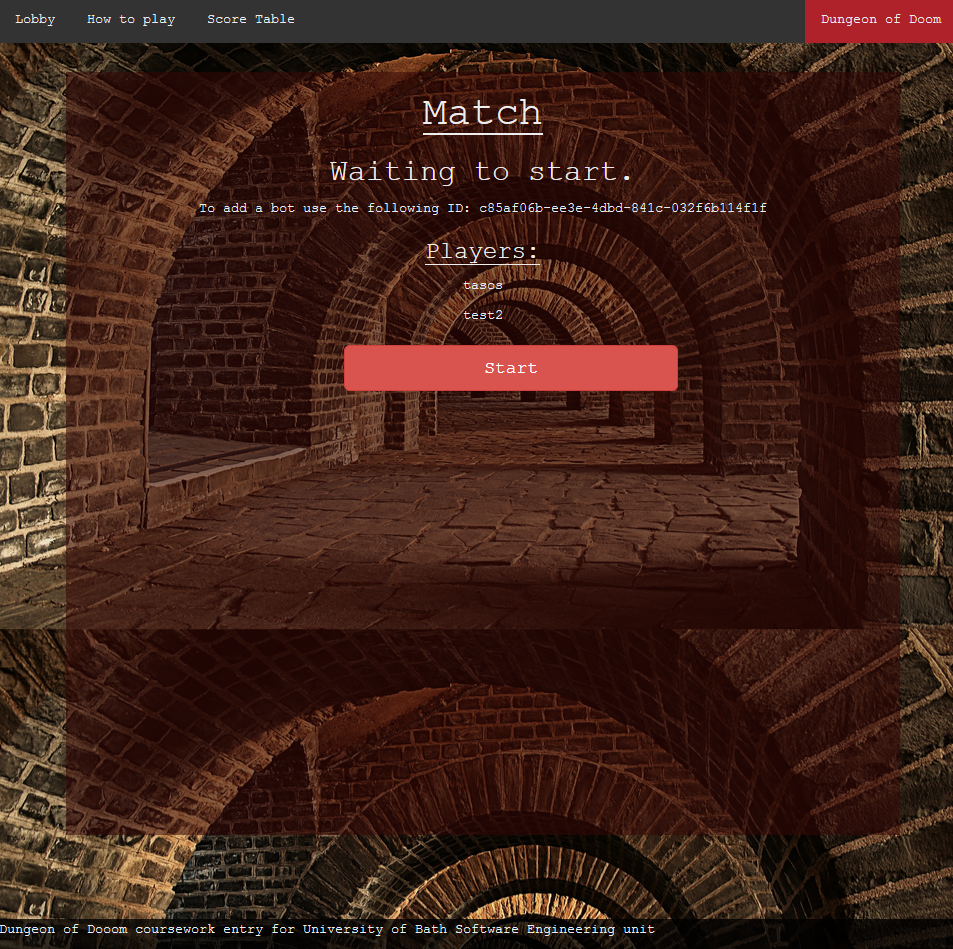 Lobby How to play Score Table Dungeon of Doom
Match
Waiting to start.
To add a bot use the following ID: c85af06b-ee3e-4dbd-841c-032f6b114f1f
Players:
tasos
test2
Start
Dungeon of Dooom coursework entry for University of Bath Software Engineering unit